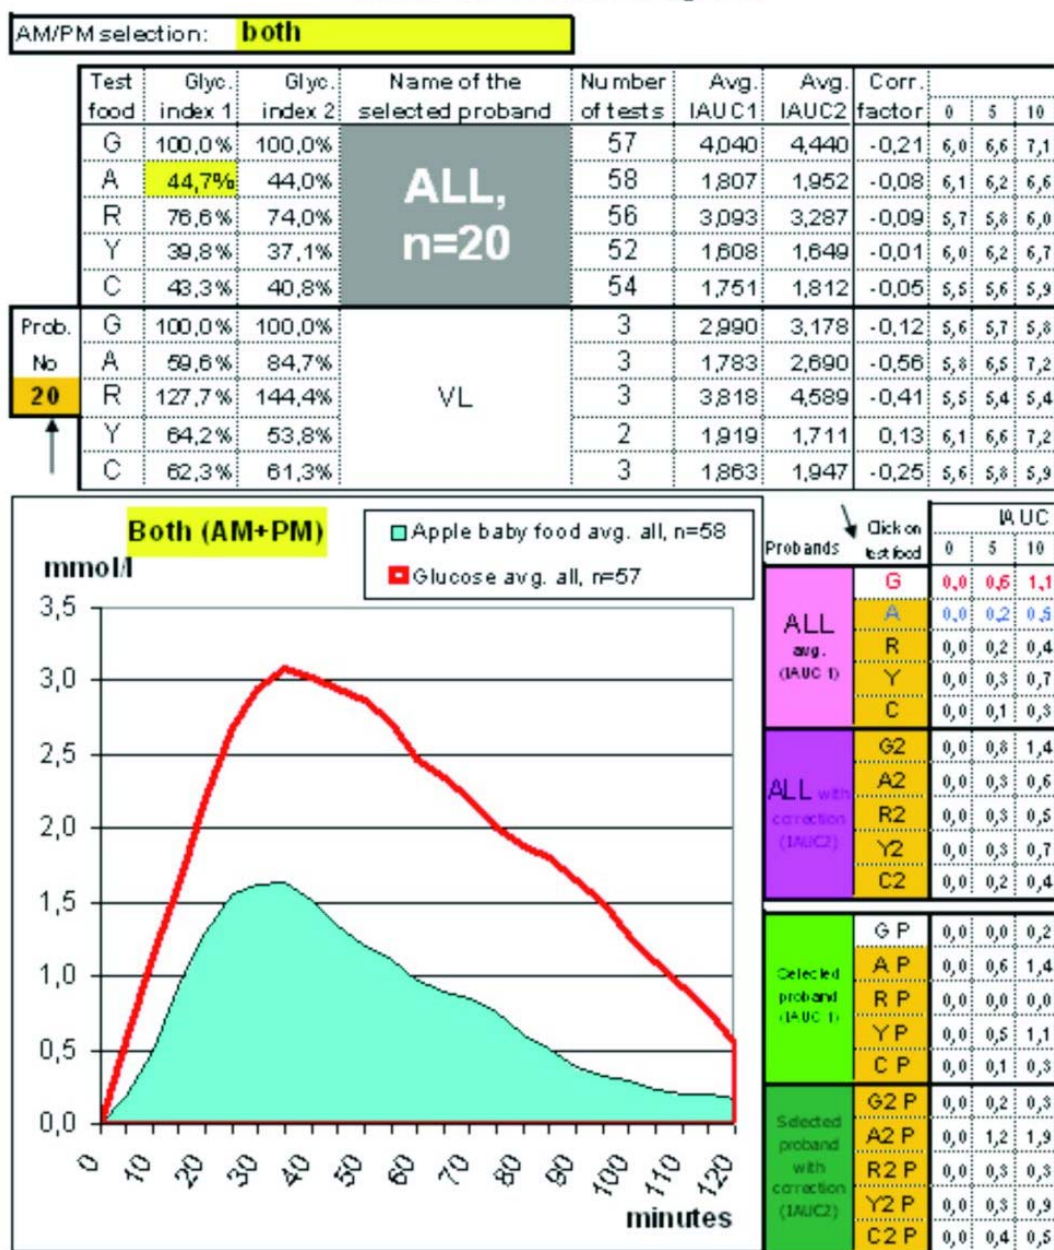 AM/PM selection: both
Test food Glyc. index 1 Glyc. index 2 Name of the selected proband Number of tests Avg. IAUC1 Avg. IAUC2 Corr. factor 0 5 10
G 100,0% 100,0% 57 4,040 4,440 -0,21 6,0 6,6 7,1
A 44,7% 44,0% ALL, 58 1,807 1,952 -0,08 6,1 6,2 6,6
R 76,6% 74,0% n=20 56 3,093 3,287 -0,09 5,7 5,8 6,0
Y 39,8% 37,1% 52 1,608 1,649 -0,01 6,0 6,2 6,7
C 43,3% 40,8% 54 1,751 1,812 -0,05 5,5 5,6 5,9
Prob. G 100,0% 100,0% 3 2,990 3,178 -0,12 5,6 5,7 5,8
No A 59,6% 84,7% 3 1,783 2,690 -0,56 5,8 6,5 7,2
20 R 127,7% 144,4% VL 3 3,818 4,589 -0,41 5,5 5,4 5,4
Y 64,2% 53,8% 2 1,919 1,711 0,13 6,1 6,6 7,2
C 62,3% 61,3% 3 1,863 1,947 -0,25 5,6 5,8 5,9
Both (AM+PM)
Apple baby food avg. all, n=58
Glucose avg. all, n=57
mmol/l
3,5
3,0
2,5
2,0
1,5
1,0
0,5
0,0
0 10 20 30 40 50 60 70 80 90 100 110 120
minutes
Probands Click on test food IAUC 0 5 10
ALL avg. (IAUC 1)
G 0,0 0,6 1,1
A 0,0 0,2 0,5
R 0,0 0,2 0,4
Y 0,0 0,3 0,7
C 0,0 0,1 0,3
ALL with correction (IAUC2)
G2 0,0 0,8 1,4
A2 0,0 0,3 0,6
R2 0,0 0,3 0,5
Y2 0,0 0,3 0,7
C2 0,0 0,2 0,4
Selected proband (IAUC 1)
G P 0,0 0,0 0,2
A P 0,0 0,6 1,4
R P 0,0 0,0 0,0
Y P 0,0 0,5 1,1
C P 0,0 0,1 0,3
Selected proband with correction (IAUC2)
G2 P 0,0 0,2 0,3
A2 P 0,0 1,2 1,9
R2 P 0,0 0,3 0,3
Y2 P 0,0 0,3 0,9
C2 P 0,0 0,4 0,5